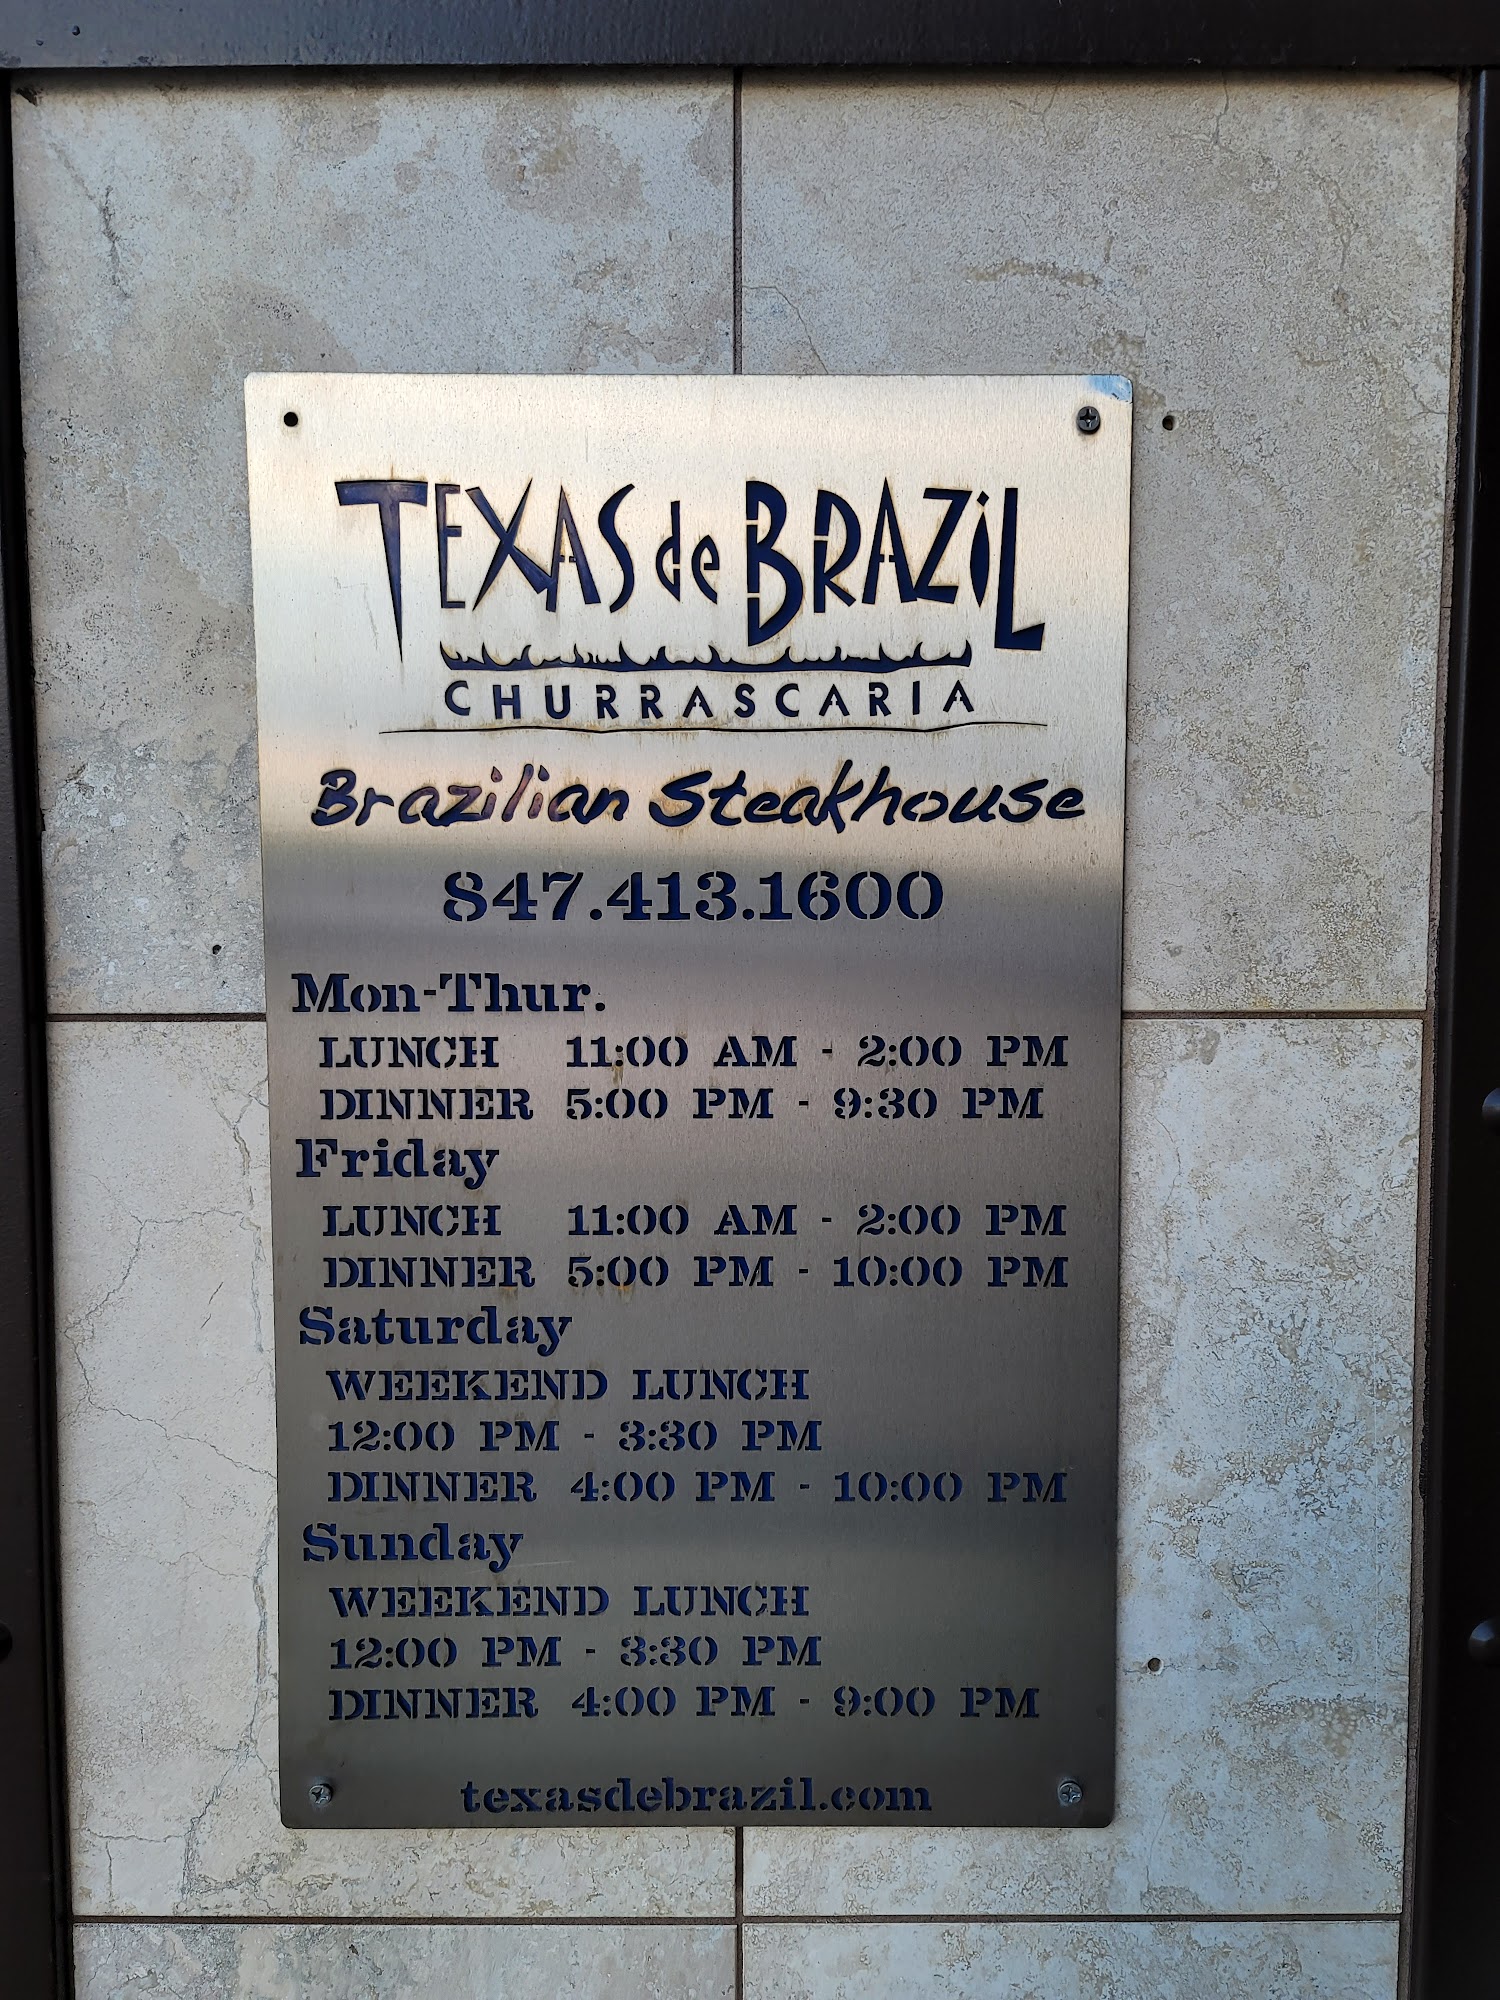 TEXAS de BRAZiL
CHURRASCARIA
Brazilian Steakhouse
847.413.1600
Mon-Thur.
LUNCH 11:00 AM - 2:00 PM
DINNER 5:00 PM - 9:30 PM
Friday
LUNCH 11:00 AM - 2:00 PM
DINNER 5:00 PM - 10:00 PM
Saturday
WEEKEND LUNCH
12:00 PM - 3:30 PM
DINNER 4:00 PM - 10:00 PM
Sunday
WEEKEND LUNCH
12:00 PM - 3:30 PM
DINNER 4:00 PM - 9:00 PM
texasdebrazil.com